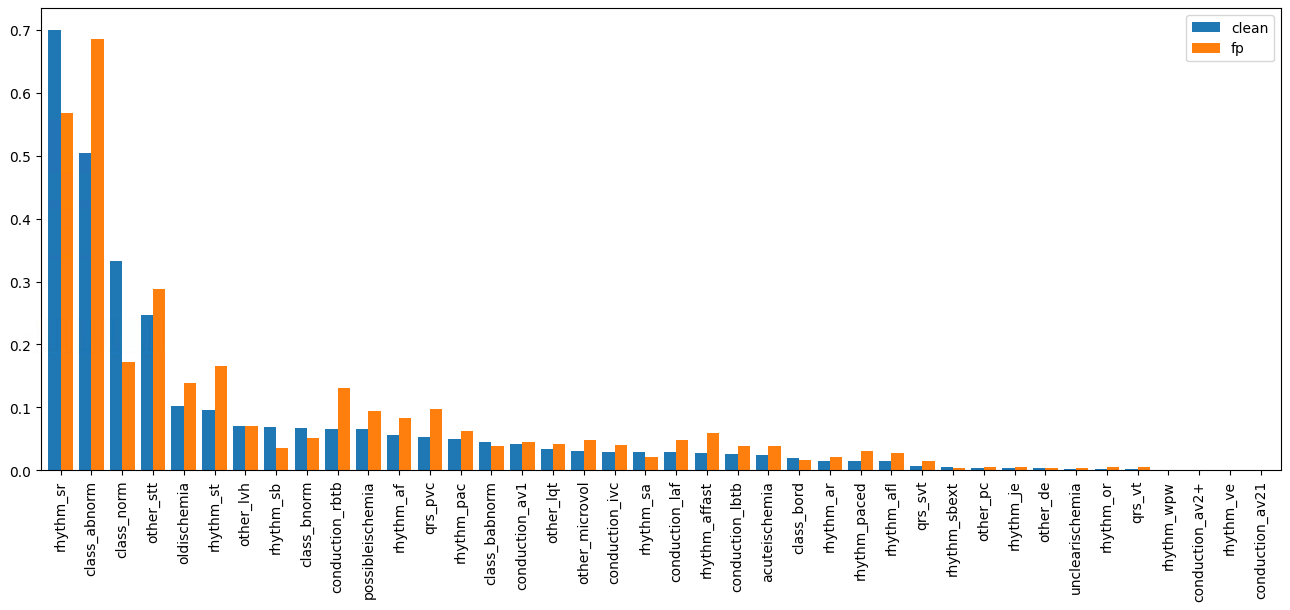 0.7
0.6
0.5
0.4
0.3
0.2
0.1
0.0
clean
fp
rhythm_sr
class_abnorm
class_norm
other_stt
oldischemia
rhythm_st
other_lvh
rhythm_sb
class_bnorm
conduction_rbtb
possibleischemia
rhythm_af
qrs_pvc
rhythm_pac
class_babnorm
conduction_av1
other_lqt
other_microvol
conduction_ivc
rhythm_sa
conduction_laf
rhythm_affast
conduction_lbtb
acuteischemia
class_bord
rhythm_ar
rhythm_paced
rhythm_afl
qrs_svt
rhythm_sbext
other_pc
rhythm_je
other_de
unclearischemia
rhythm_or
qrs_vt
rhythm_wpw
conduction_av2+
rhythm_ve
conduction_av21